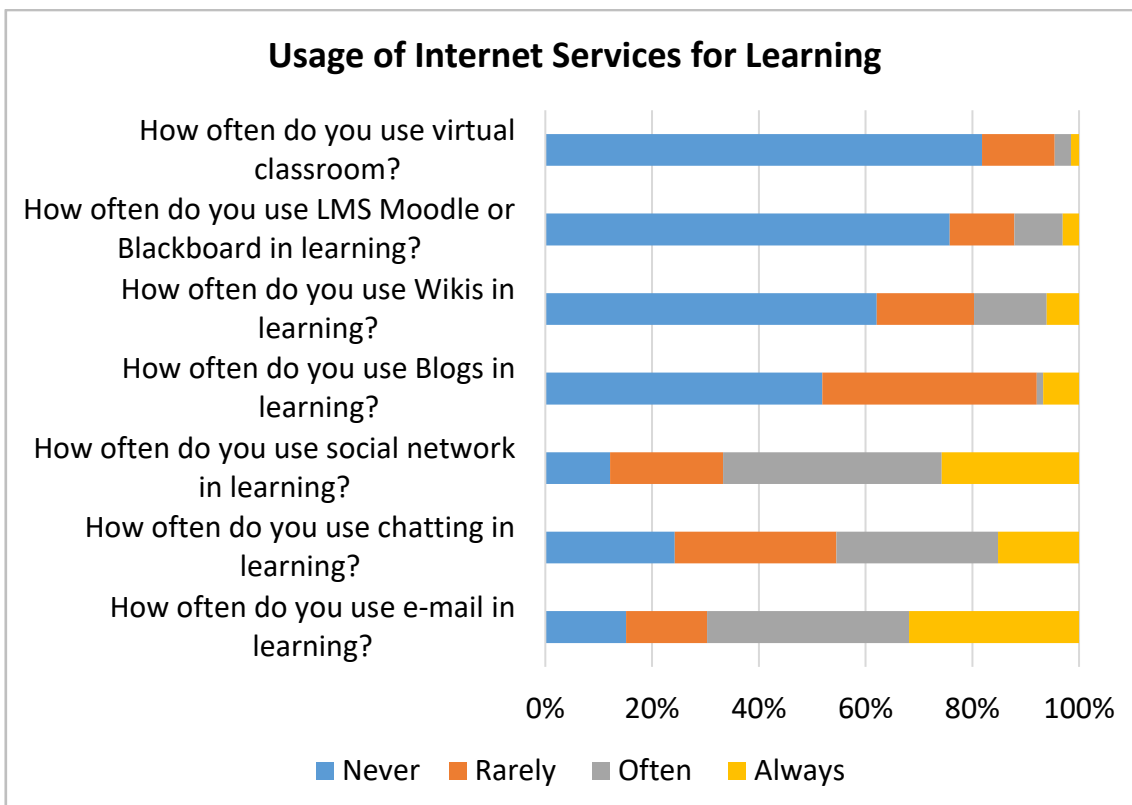 Usage of Internet Services for Learning
How often do you use virtual
classroom?
How often do you use LMS Moodle or
Blackboard in learning?
How often do you use Wikis in
learning?
How often do you use Blogs in
learning?
How often do you use social network
in learning?
How often do you use chatting in
learning?
How often do you use e-mail in
learning?
0% 20% 40% 60% 80% 100%
Never Rarely Often Always